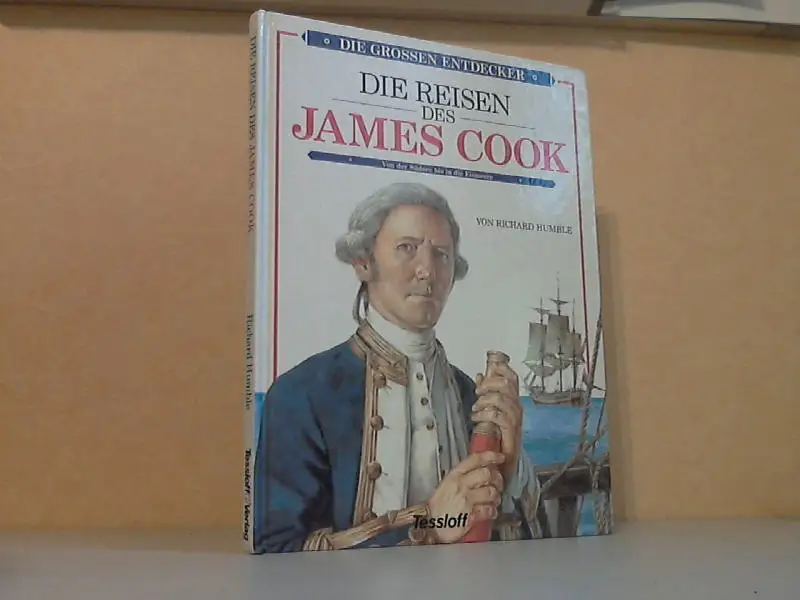 DIE GROSSEN ENTDECKER
DIE REISEN
DES
JAMES COOK
Von der Südsee bis in die Eismeere
VON RICHARD HUMBLE
Tessloff
DIE REISEN DES JAMES COOK
Richard Humble
Tessloff Verlag